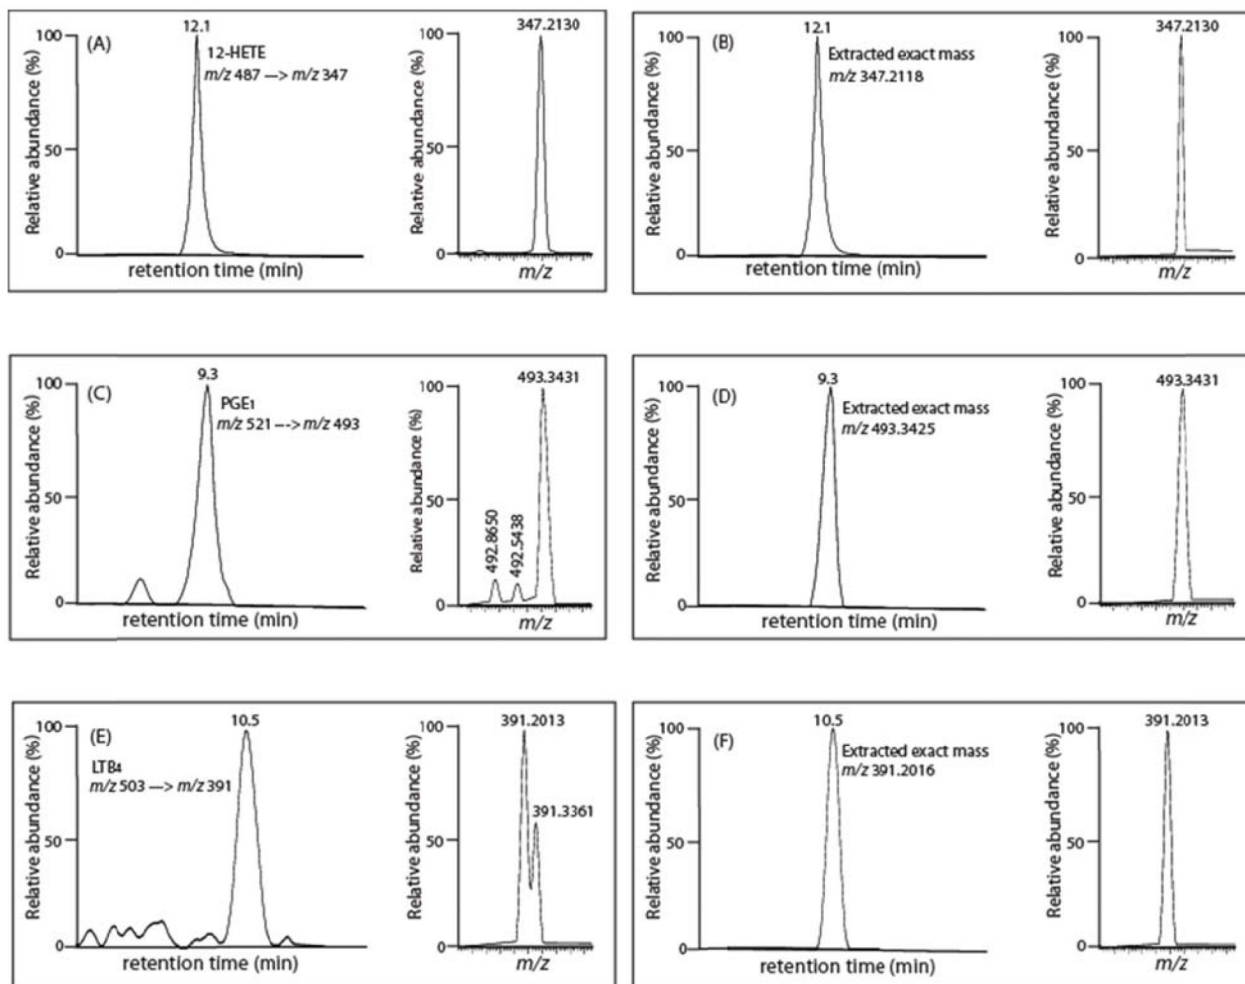 (A)
12.1
12-HETE
m/z 487 —> m/z 347
Relative abundance (%)
100
50
0
retention time (min)
347.2130
Relative abundance (%)
100
50
0
m/z
(B)
12.1
Extracted exact mass
m/z 347.2118
Relative abundance (%)
100
50
0
retention time (min)
347.2130
Relative abundance (%)
100
50
0
m/z
(C)
9.3
PGE1
m/z 521 ---> m/z 493
Relative abundance (%)
100
50
0
retention time (min)
493.3431
492.8650
492.5438
Relative abundance (%)
100
50
0
m/z
(D)
9.3
Extracted exact mass
m/z 493.3425
Relative abundance (%)
100
50
0
retention time (min)
493.3431
Relative abundance (%)
100
50
0
m/z
(E)
10.5
LTB4
m/z 503 —> m/z 391
Relative abundance (%)
100
50
0
retention time (min)
391.2013
391.3361
Relative abundance (%)
100
50
0
m/z
(F)
10.5
Extracted exact mass
m/z 391.2016
Relative abundance (%)
100
50
0
retention time (min)
391.2013
Relative abundance (%)
100
50
0
m/z